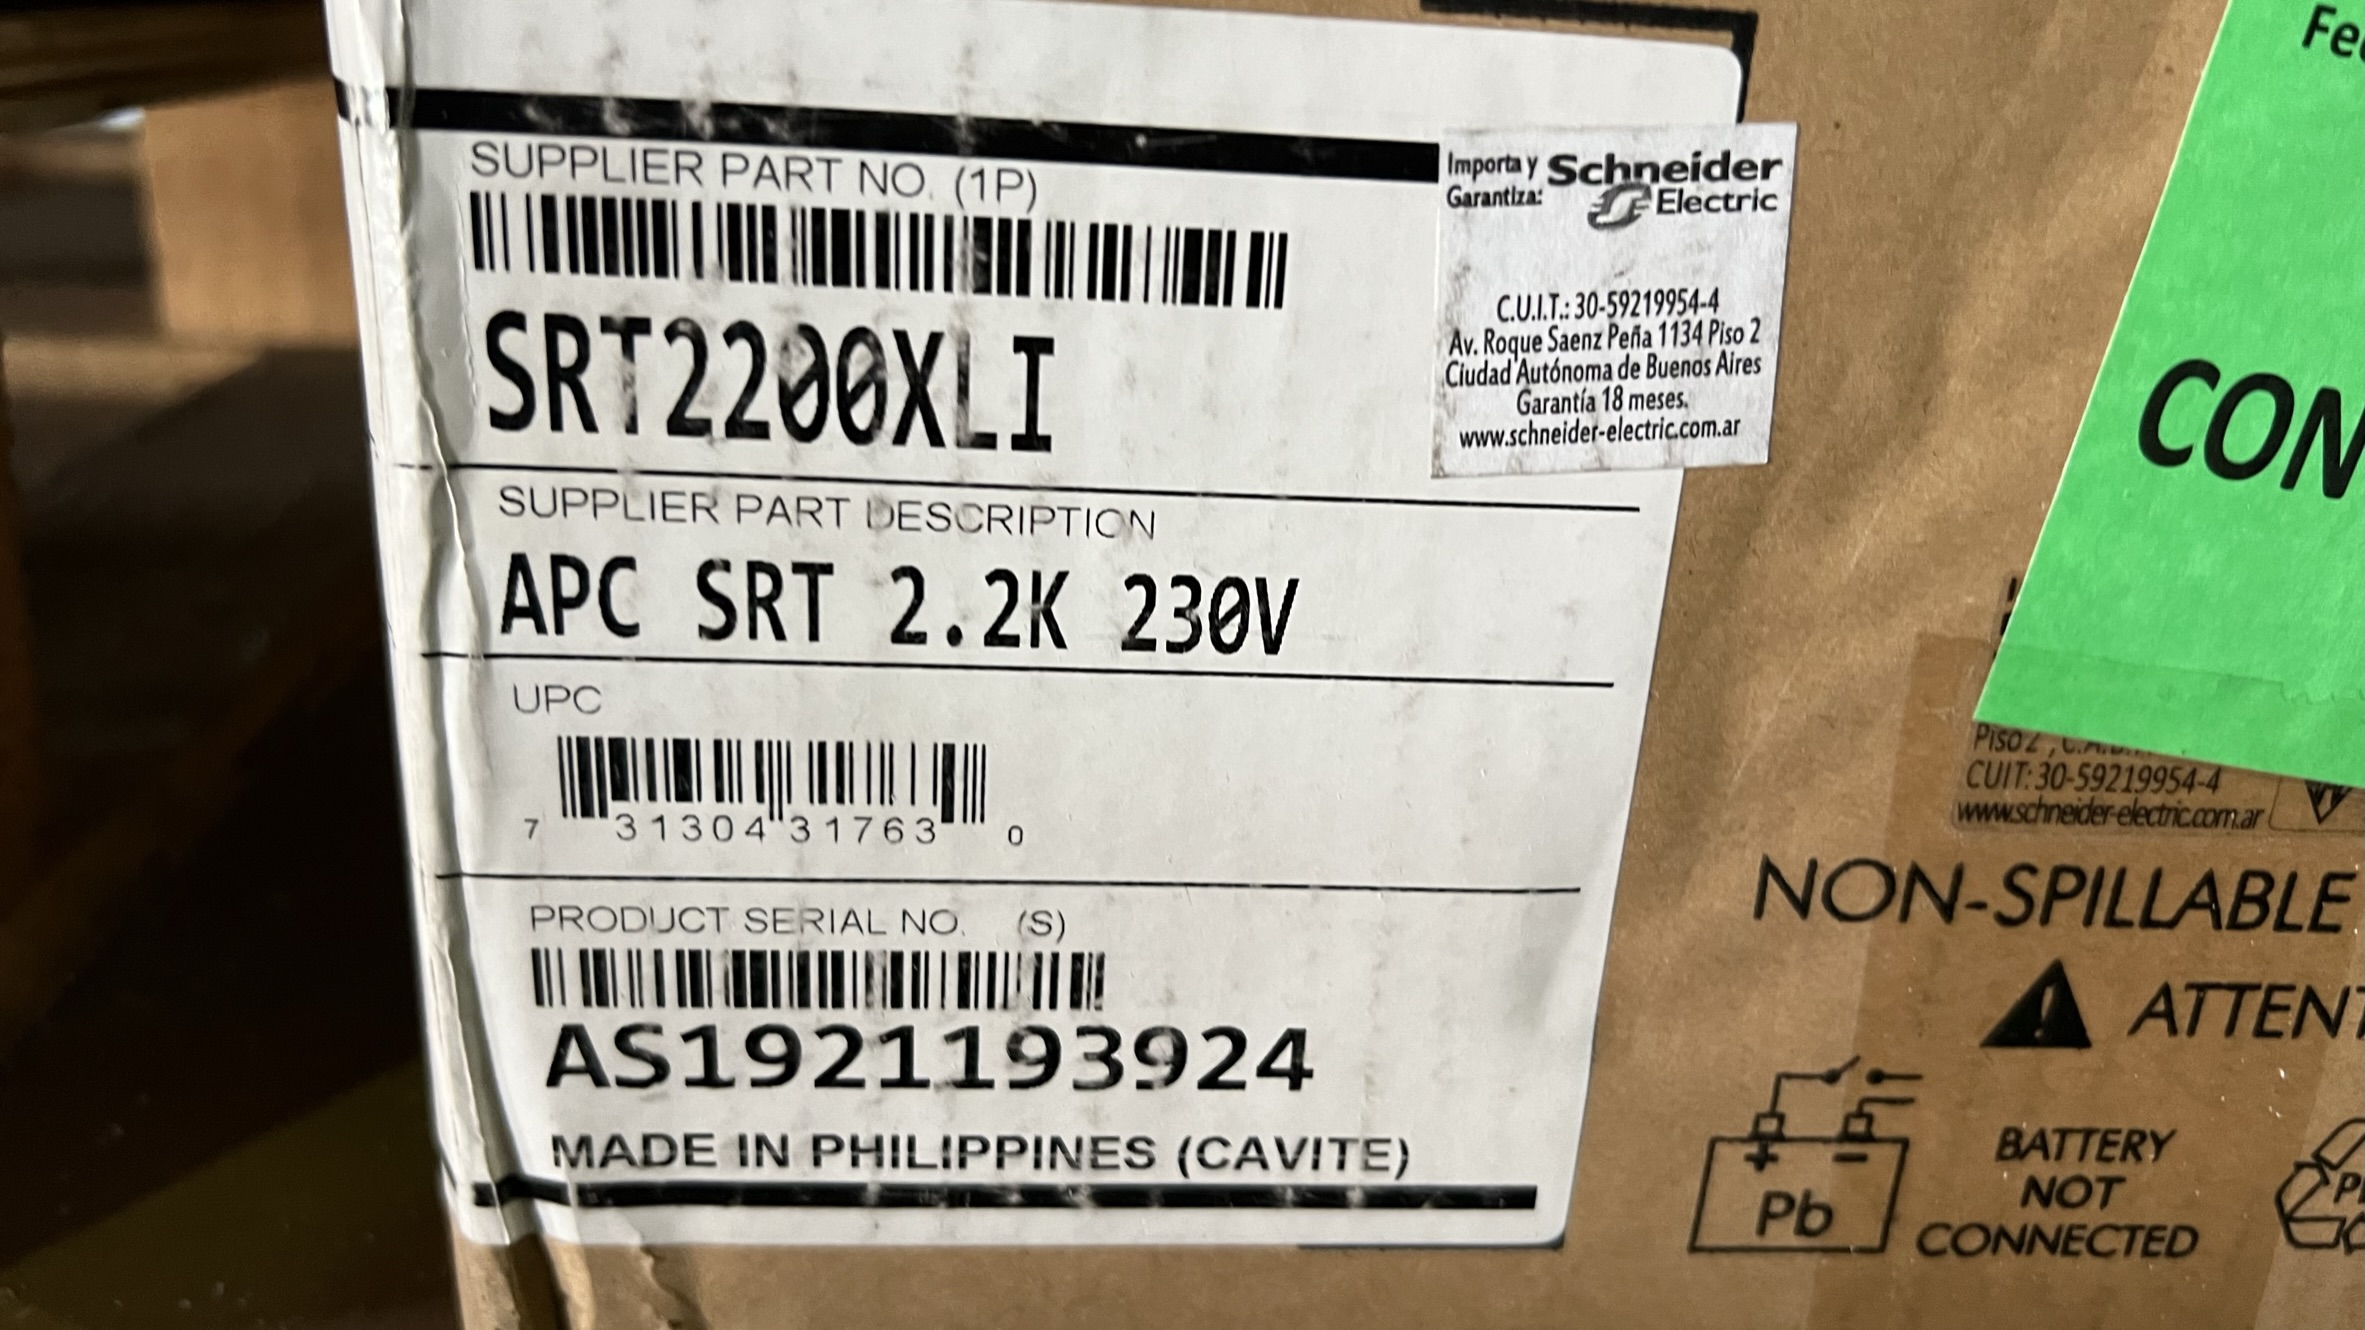 SUPPLIER PART NO. (1P)
SRT2200XLI
SUPPLIER PART DESCRIPTION
APC SRT 2.2K 230V
UPC
7 31304 31763 0
PRODUCT SERIAL NO. (S)
AS1921193924
MADE IN PHILIPPINES (CAVITE)
Importa y
Garantiza:
Schneider
Electric
C.U.I.T.: 30-59219954-4
Av. Roque Saenz Peña 1134 Piso 2
Ciudad Autónoma de Buenos Aires
Garantía 18 meses.
www.schneider-electric.com.ar
CON
Piso 2
CUIT: 30-59219954-4
www.schneider-electric.com.ar
NON-SPILLABLE
ATTENT
BATTERY
NOT
CONNECTED
Pb